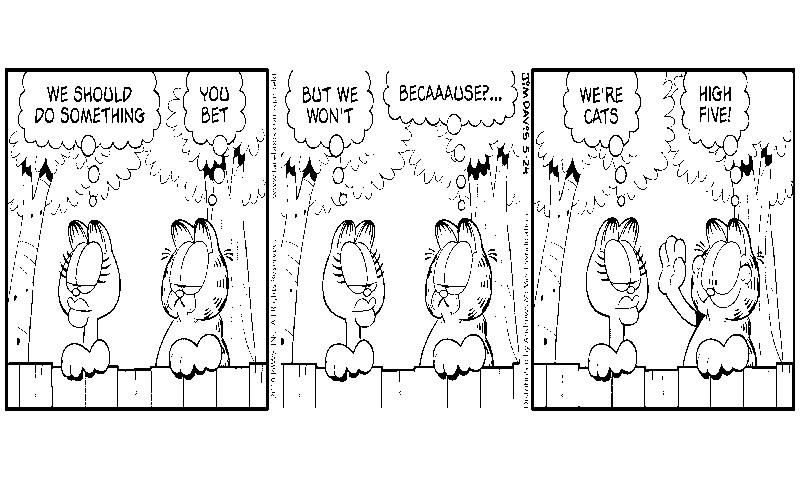 WE SHOULD
DO SOMETHING
YOU
BET
BUT WE
WON'T
BECAAAUSE?...
JIM DAVIS 5-24
WE'RE
CATS
HIGH
FIVE!